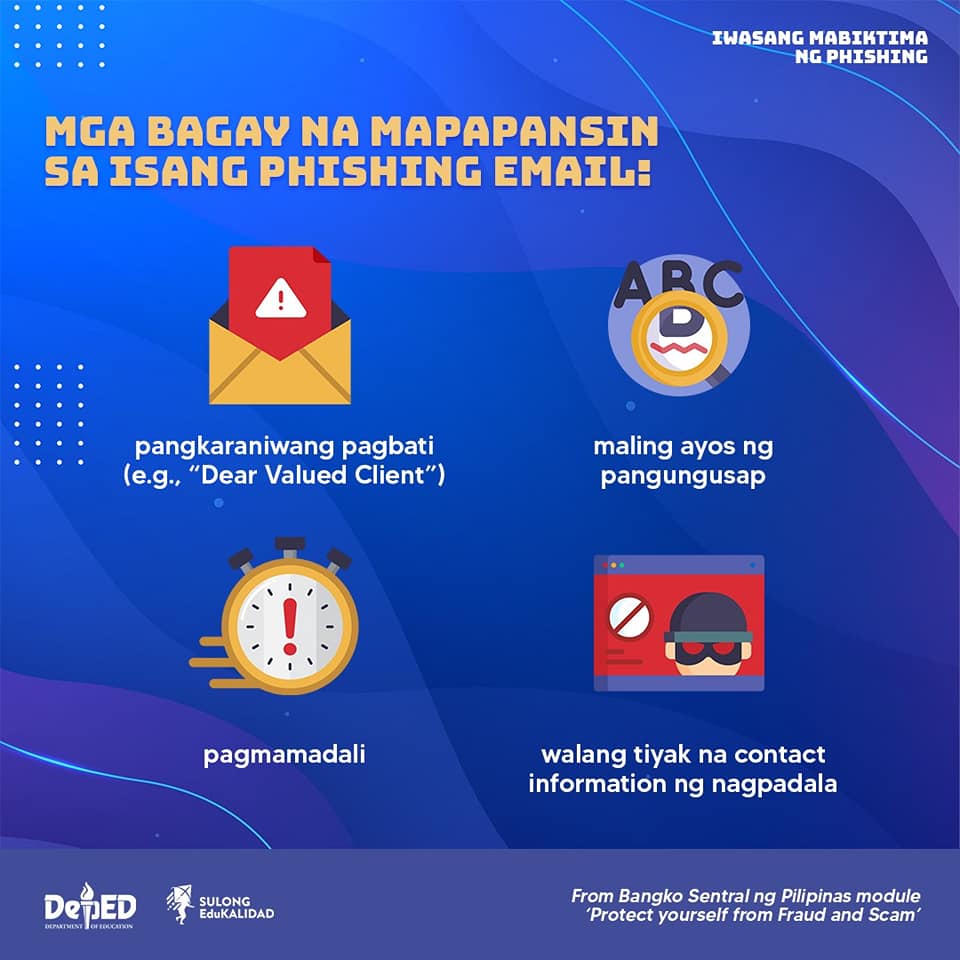 IWASANG MABIKTIMA
NG PHISHING
MGA BAGAY NA MAPAPANSIN
SA ISANG PHISHING EMAIL:
ABC
B
pangkaraniwang pagbati
(e.g., “Dear Valued Client”)
maling ayos ng
pangungusap
pagmamadali
walang tiyak na contact
information ng nagpadala
DepED
DEPARTMENT OF EDUCATION
SULONG
EduKALIDAD
From Bangko Sentral ng Pilipinas module
‘Protect yourself from Fraud and Scam’